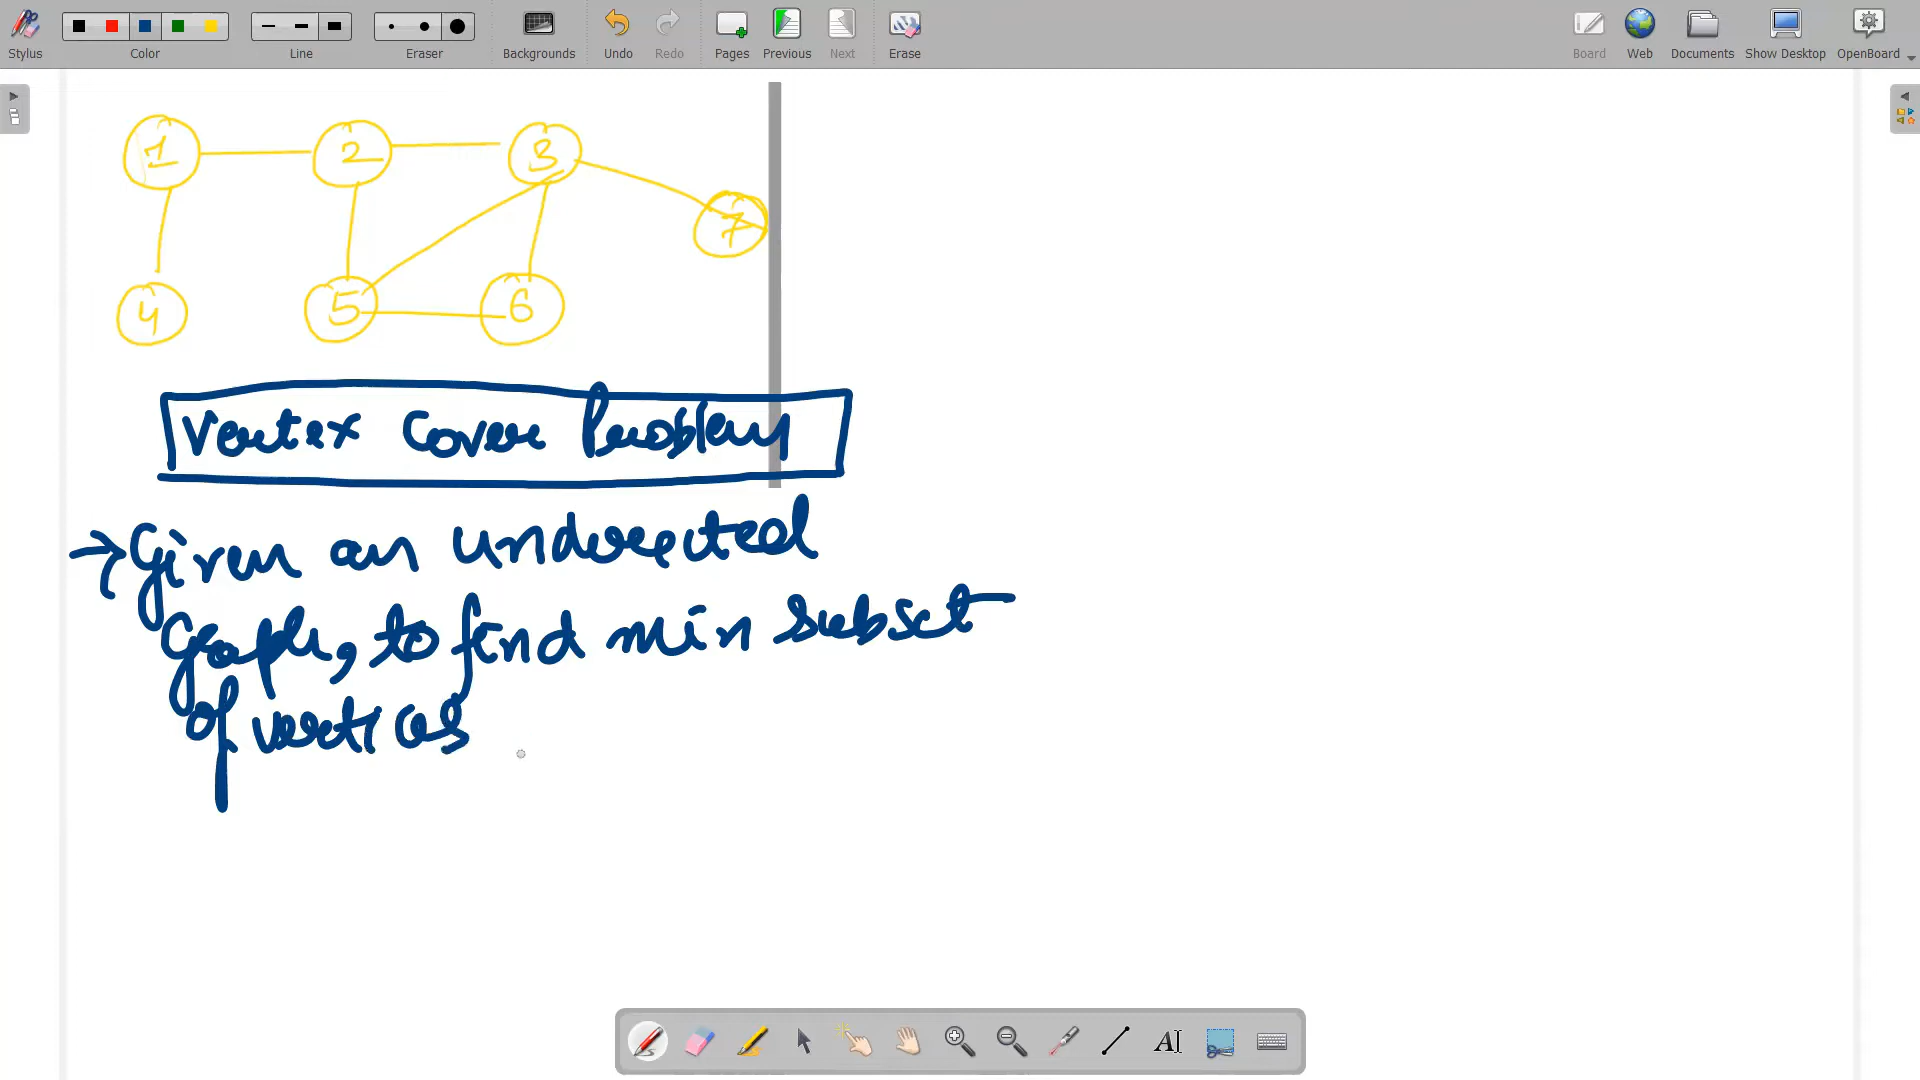 Stylus
Color
Line
Eraser
Backgrounds
Undo
Redo
Pages
Previous
Next
Erase
Board
Web
Documents
Show Desktop
OpenBoard
1
2
3
7
4
5
6
Vertex Cover Problem
→ Given an undirected
Graph, to find min subset
of vertices